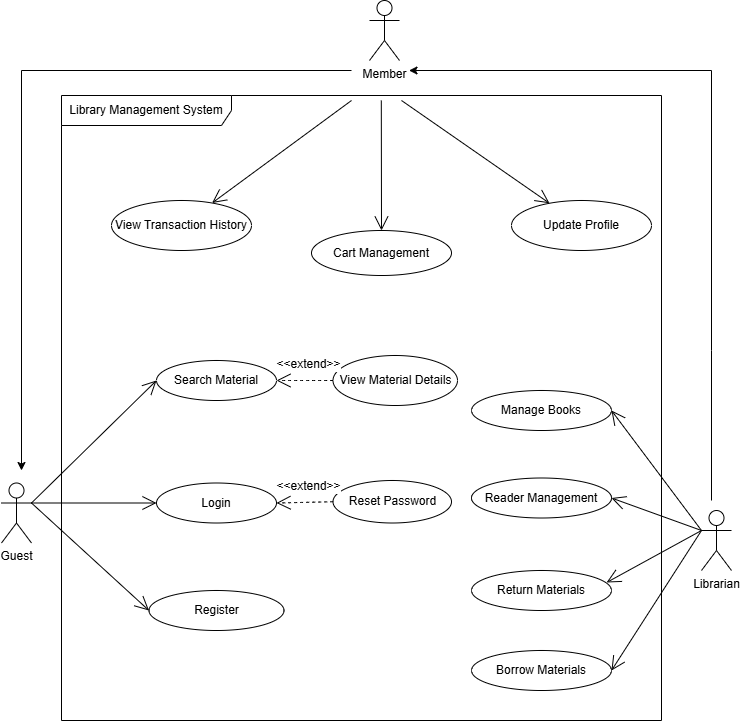 Member
Library Management System
View Transaction History
Cart Management
Update Profile
Search Material
<<extend>>
View Material Details
Manage Books
Login
<<extend>>
Reset Password
Reader Management
Guest
Librarian
Return Materials
Register
Borrow Materials